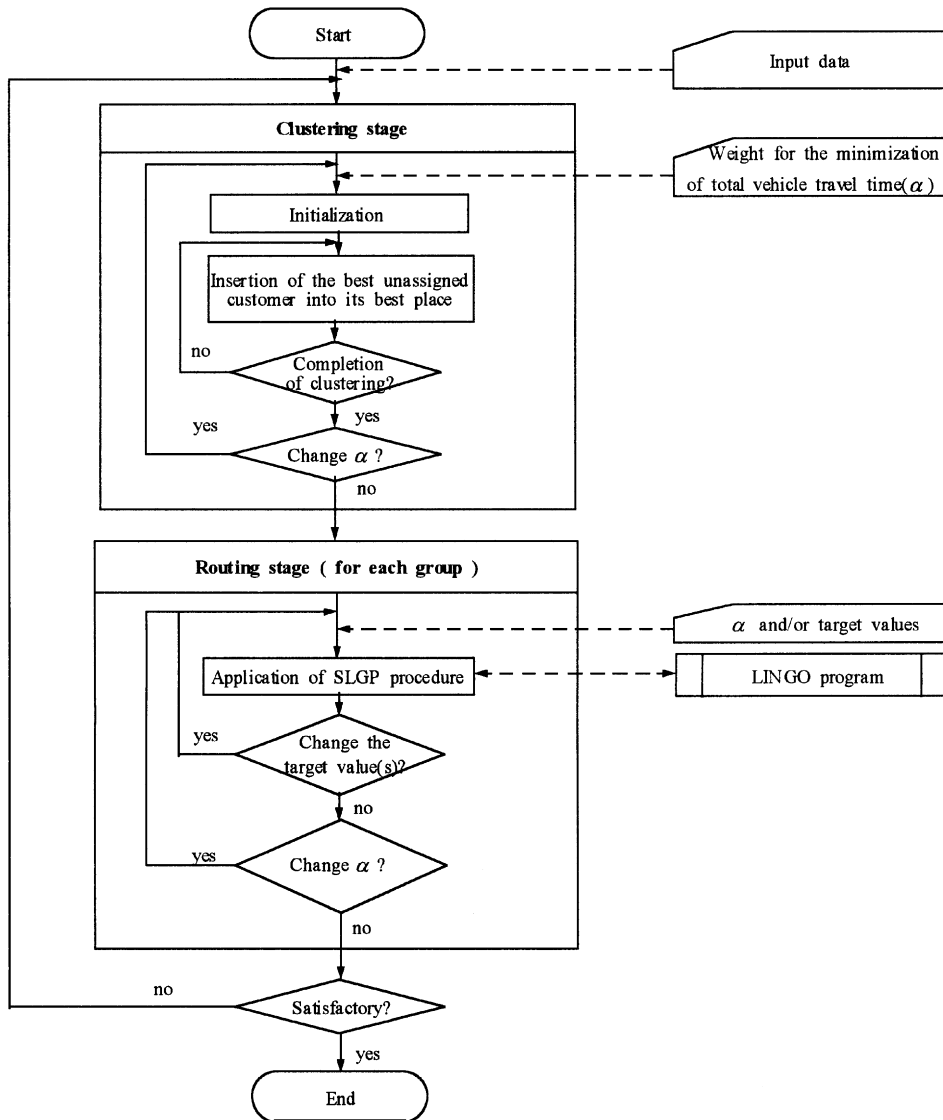 Start
Input data
Clustering stage
Weight for the minimization
of total vehicle travel time(α)
Initialization
Insertion of the best unassigned
customer into its best place
no
Completion
of clustering?
yes
yes
Change α ?
no
Routing stage ( for each group )
α and/or target values
Application of SLGP procedure
LINGO program
yes
Change the
target value(s)?
no
yes
Change α ?
no
no
Satisfactory?
yes
End